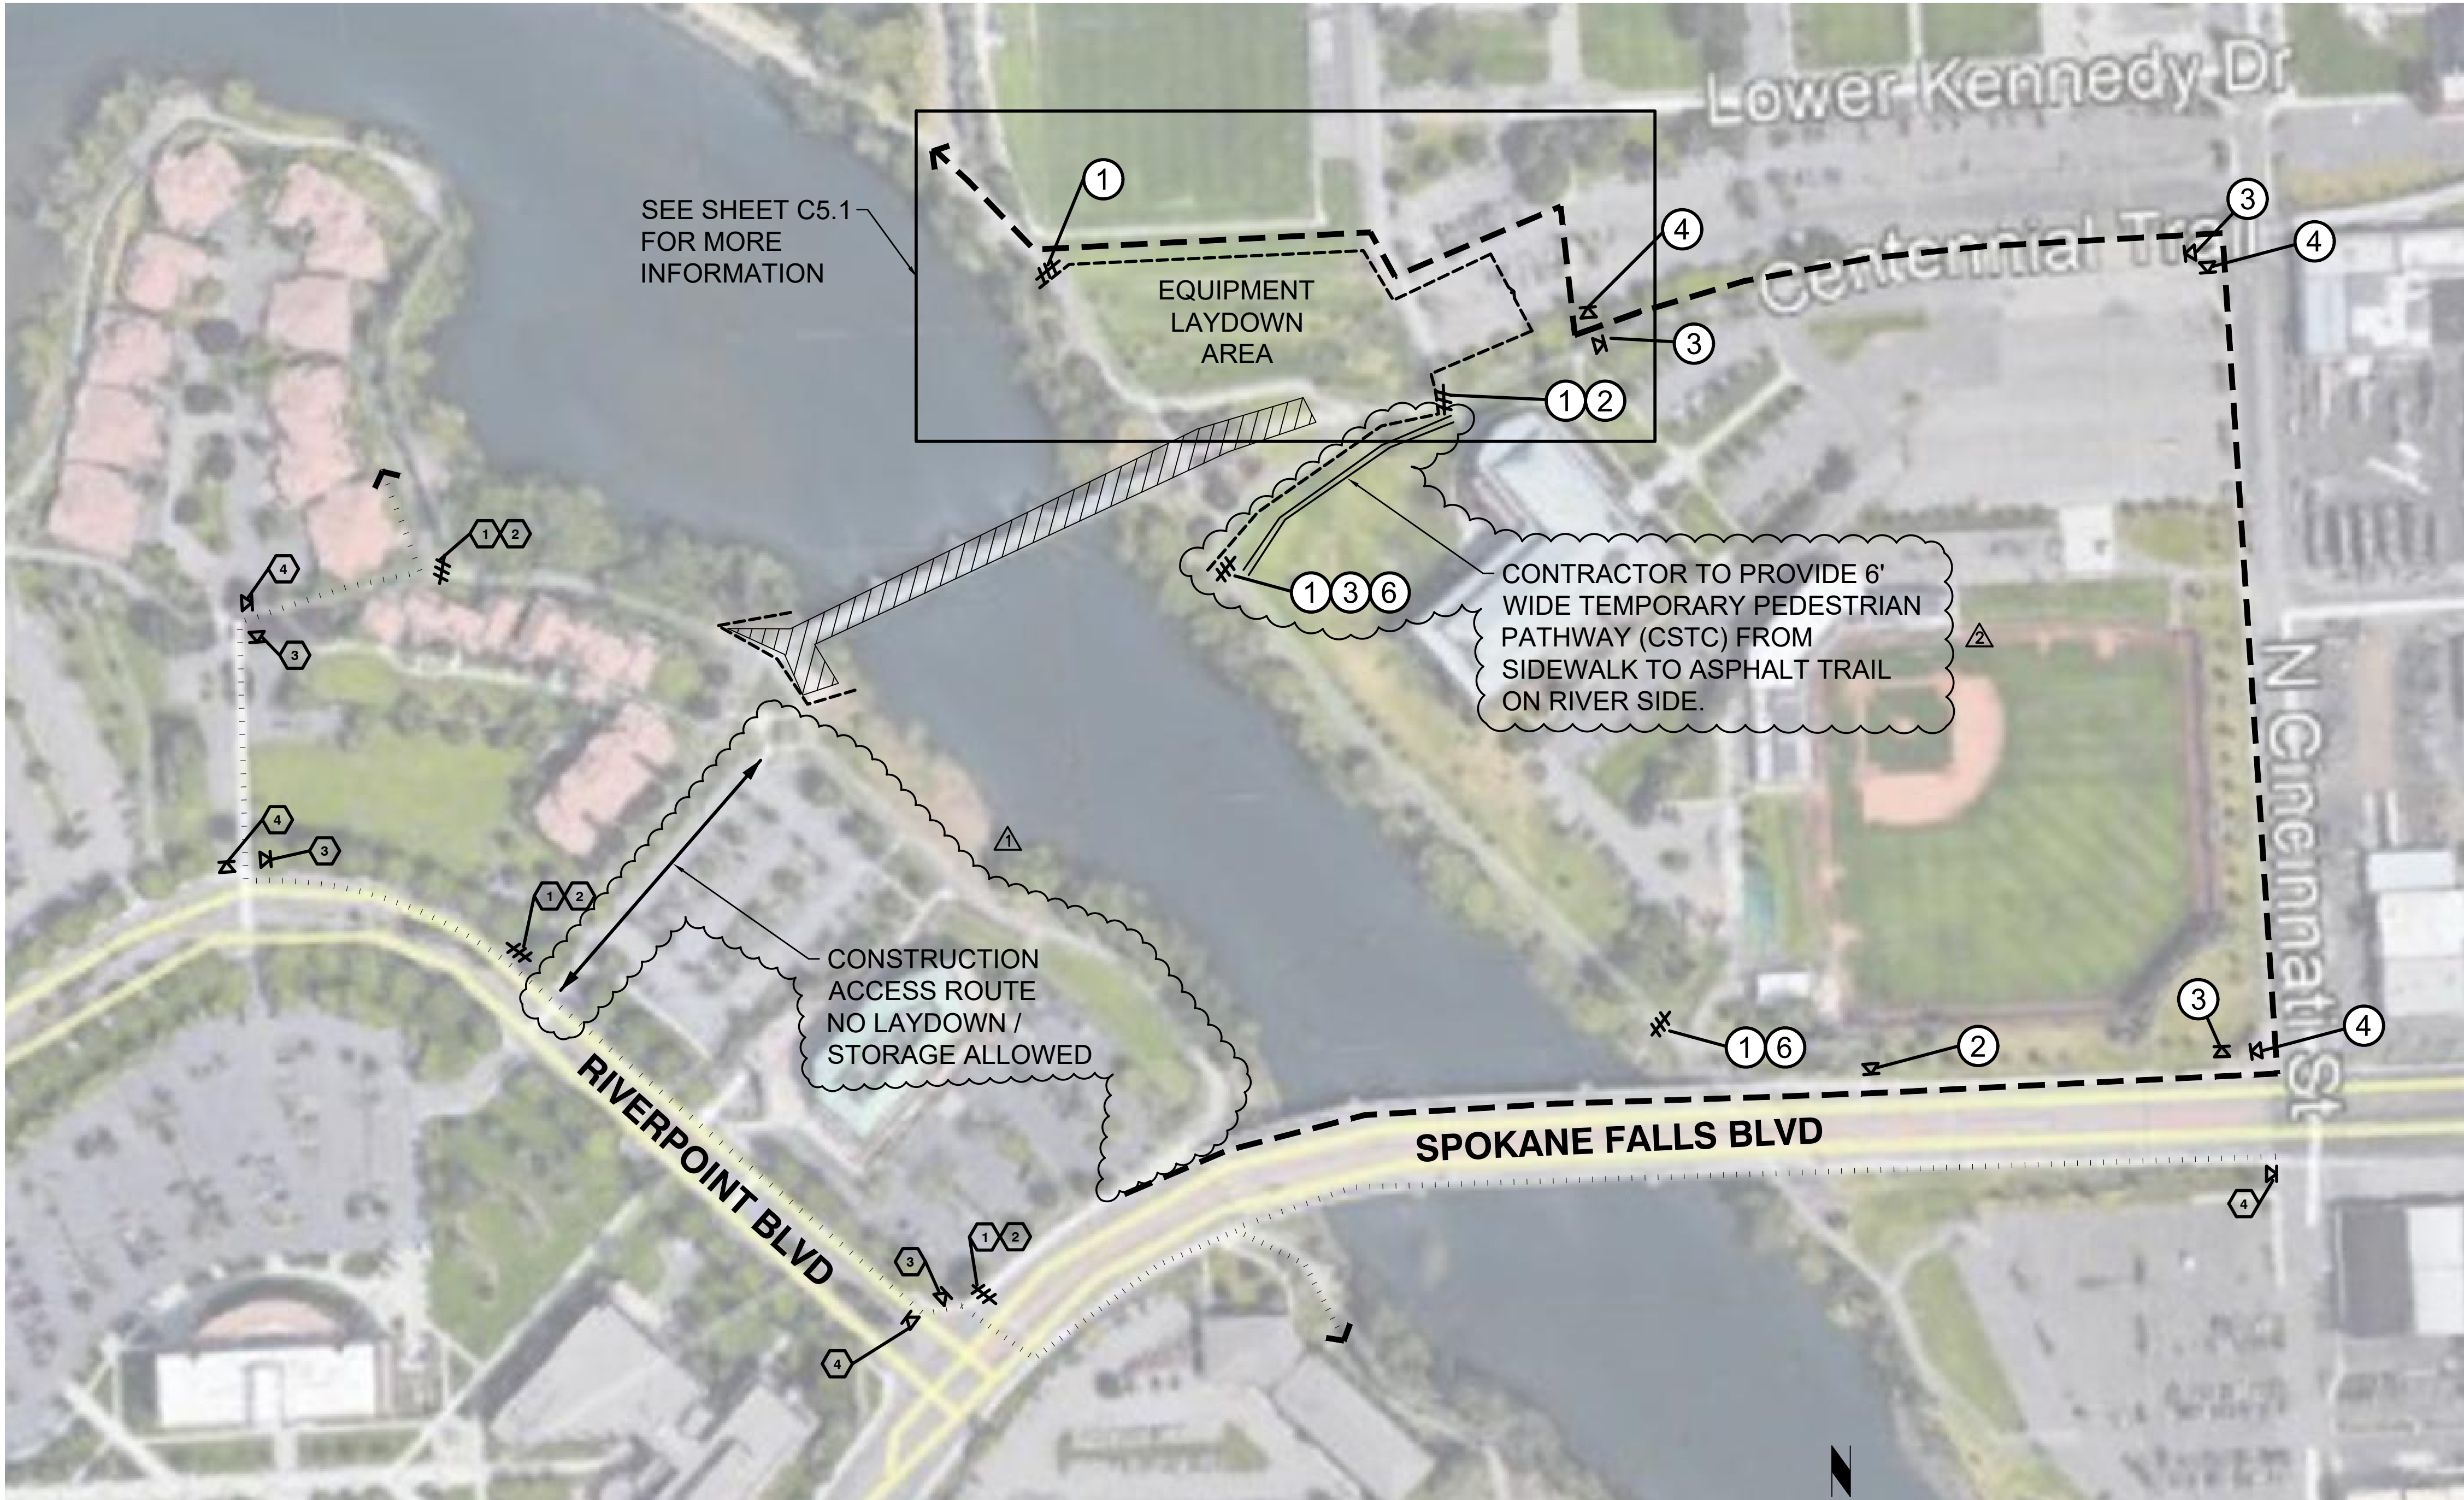 Lower Kennedy Dr
1
3
SEE SHEET C5.1
FOR MORE
INFORMATION
4
4
Centennial Tra
EQUIPMENT
LAYDOWN
AREA
3
1 2
1 2
4
CONTRACTOR TO PROVIDE 6'
WIDE TEMPORARY PEDESTRIAN
PATHWAY (CSTC) FROM
SIDEWALK TO ASPHALT TRAIL
ON RIVER SIDE.
1 3 6
2
3
N Cincinnati St
4
3
1
1 2
CONSTRUCTION
ACCESS ROUTE
NO LAYDOWN /
STORAGE ALLOWED
3
4
1 6
2
RIVERPOINT BLVD
SPOKANE FALLS BLVD
4
1 2
3
4
N